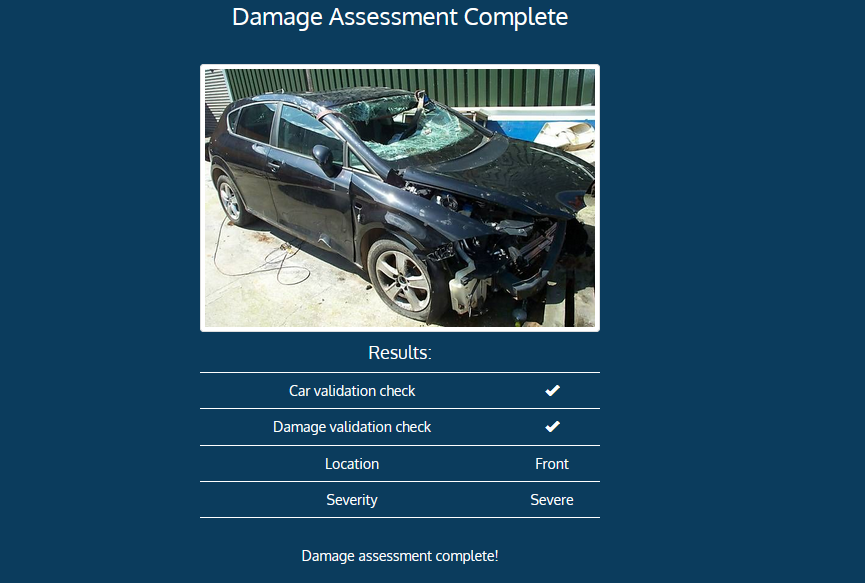 Damage Assessment Complete
Results:
Car validation check ✔
Damage validation check ✔
Location Front
Severity Severe
Damage assessment complete!